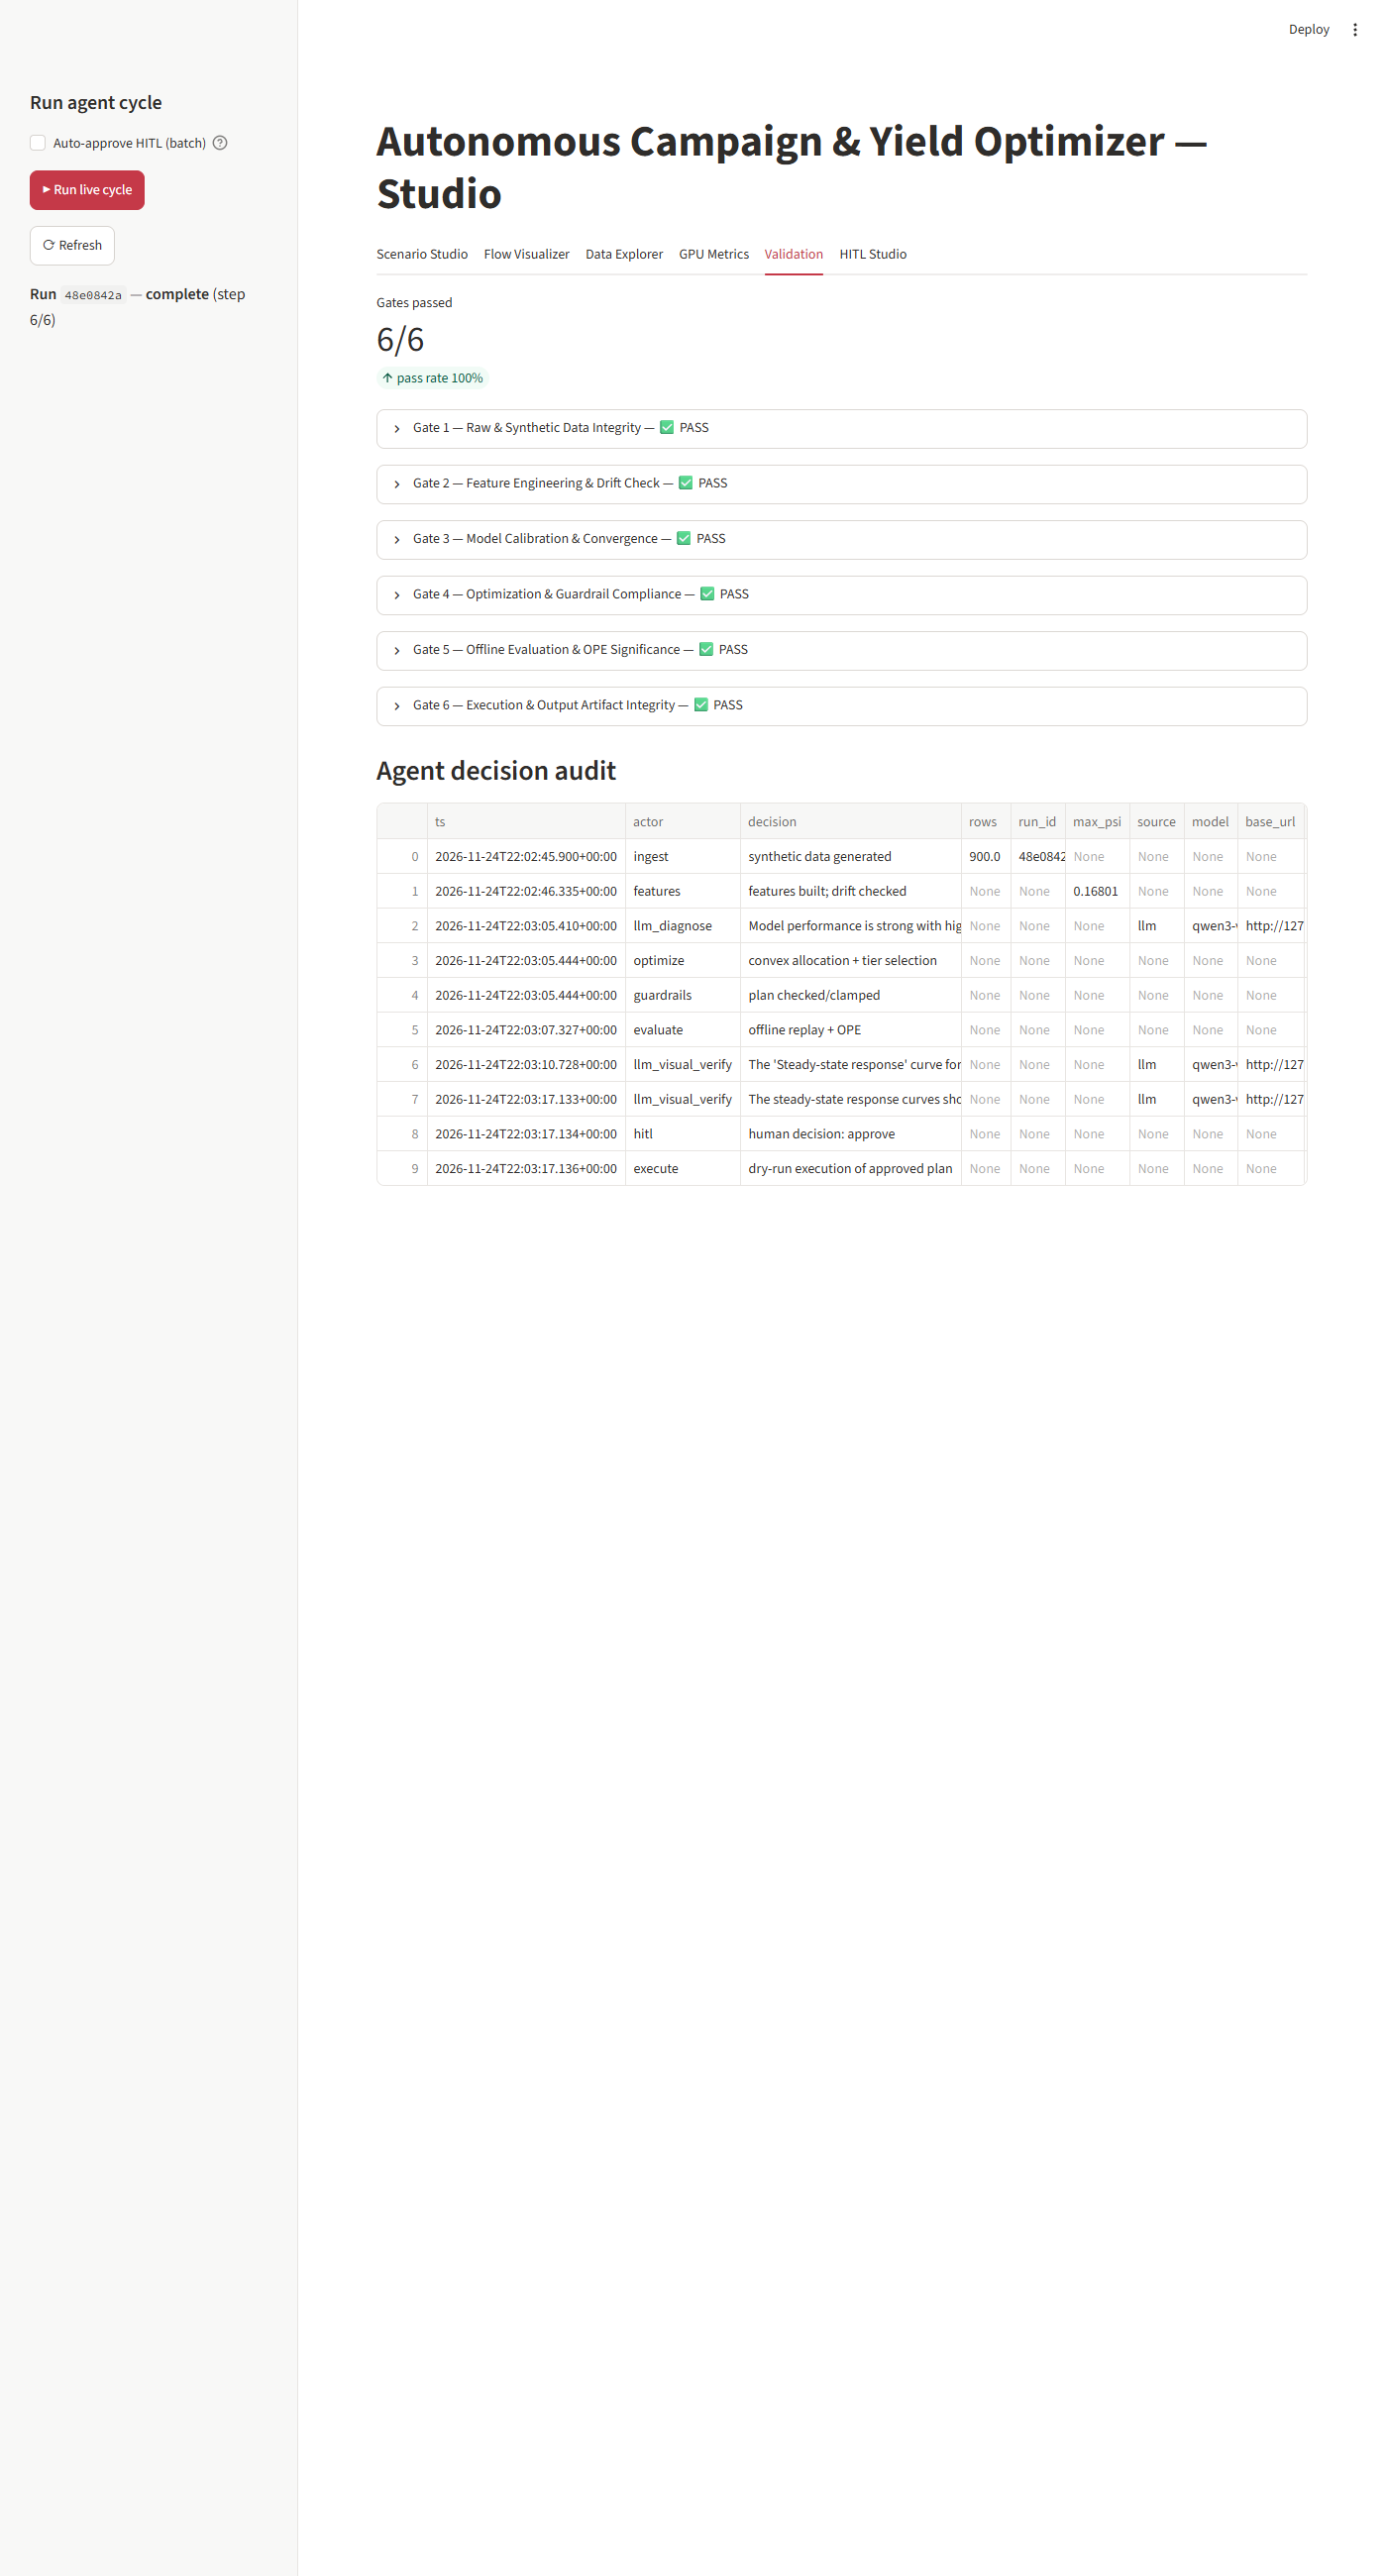 Deploy
Run agent cycle
Auto-approve HITL (batch)
Run live cycle
Refresh
Run 48e0842a — complete (step
6/6)
Autonomous Campaign & Yield Optimizer —
Studio
Scenario Studio Flow Visualizer Data Explorer GPU Metrics Validation HITL Studio
Gates passed
6/6
↑ pass rate 100%
Gate 1 — Raw & Synthetic Data Integrity — ✅ PASS
Gate 2 — Feature Engineering & Drift Check — ✅ PASS
Gate 3 — Model Calibration & Convergence — ✅ PASS
Gate 4 — Optimization & Guardrail Compliance — ✅ PASS
Gate 5 — Offline Evaluation & OPE Significance — ✅ PASS
Gate 6 — Execution & Output Artifact Integrity — ✅ PASS
Agent decision audit
ts actor decision rows run_id max_psi source model base_url
0 2026-11-24T22:02:45.900+00:00 ingest synthetic data generated 900.0 48e0842 None None None None
1 2026-11-24T22:02:46.335+00:00 features features built; drift checked None None 0.16801 None None None
2 2026-11-24T22:03:05.410+00:00 llm_diagnose Model performance is strong with hig None None None llm qwen3-v http://127
3 2026-11-24T22:03:05.444+00:00 optimize convex allocation + tier selection None None None None None None
4 2026-11-24T22:03:05.444+00:00 guardrails plan checked/clamped None None None None None None
5 2026-11-24T22:03:07.327+00:00 evaluate offline replay + OPE None None None None None None
6 2026-11-24T22:03:10.728+00:00 llm_visual_verify The 'Steady-state response' curve for None None None llm qwen3-v http://127
7 2026-11-24T22:03:17.133+00:00 llm_visual_verify The steady-state response curves sho None None None llm qwen3-v http://127
8 2026-11-24T22:03:17.134+00:00 hitl human decision: approve None None None None None None
9 2026-11-24T22:03:17.136+00:00 execute dry-run execution of approved plan None None None None None None